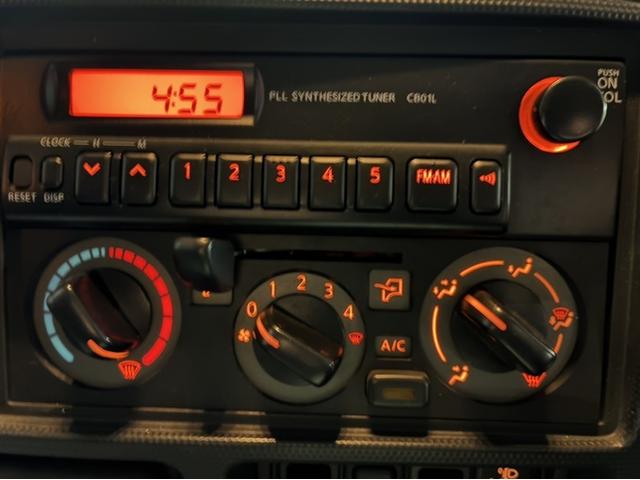 4:55
PLL SYNTHESIZED TUNER CB01L
PUSH
ON
VOL
CLOCK H M
RESET DISP
1 2 3 4 5 FM/AM
0 1 2 3 4
A/C